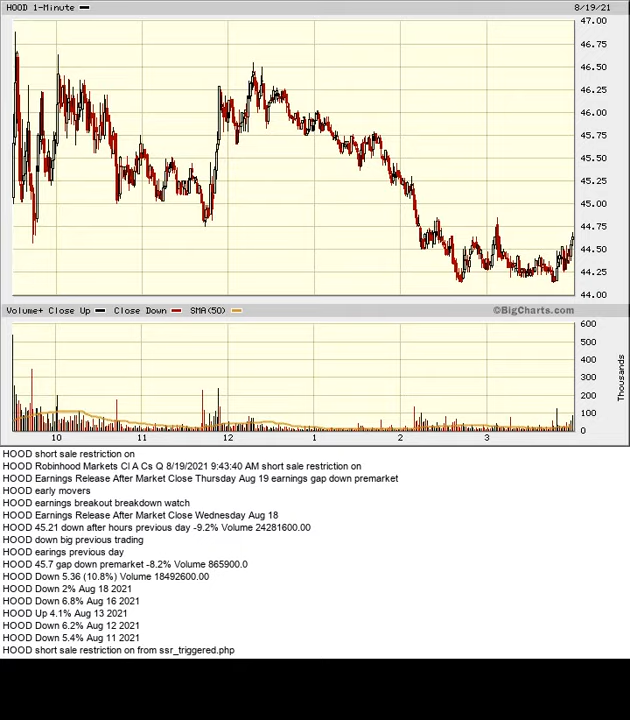 HOOD 1-Minute 8/19/21
47.00
46.75
46.50
46.25
46.00
45.75
45.50
45.25
45.00
44.75
44.50
44.25
44.00
Volume+ Close Up Close Down SMA(50) ©BigCharts.com
600
500
400
300
200
100
0
Thousands
10 11 12 1 2 3
HOOD short sale restriction on
HOOD Robinhood Markets Cl A Cs Q 8/19/2021 9:43:40 AM short sale restriction on
HOOD Earnings Release After Market Close Thursday Aug 19 earnings gap down premarket
HOOD early movers
HOOD earnings breakout breakdown watch
HOOD Earnings Release After Market Close Wednesday Aug 18
HOOD 45.21 down after hours previous day -9.2% Volume 24281600.00
HOOD down big previous trading
HOOD earings previous day
HOOD 45.7 gap down premarket -8.2% Volume 865900.0
HOOD Down 5.36 (10.8%) Volume 18492600.00
HOOD Down 2% Aug 18 2021
HOOD Down 6.8% Aug 16 2021
HOOD Up 4.1% Aug 13 2021
HOOD Down 6.2% Aug 12 2021
HOOD Down 5.4% Aug 11 2021
HOOD short sale restriction on from ssr_triggered.php